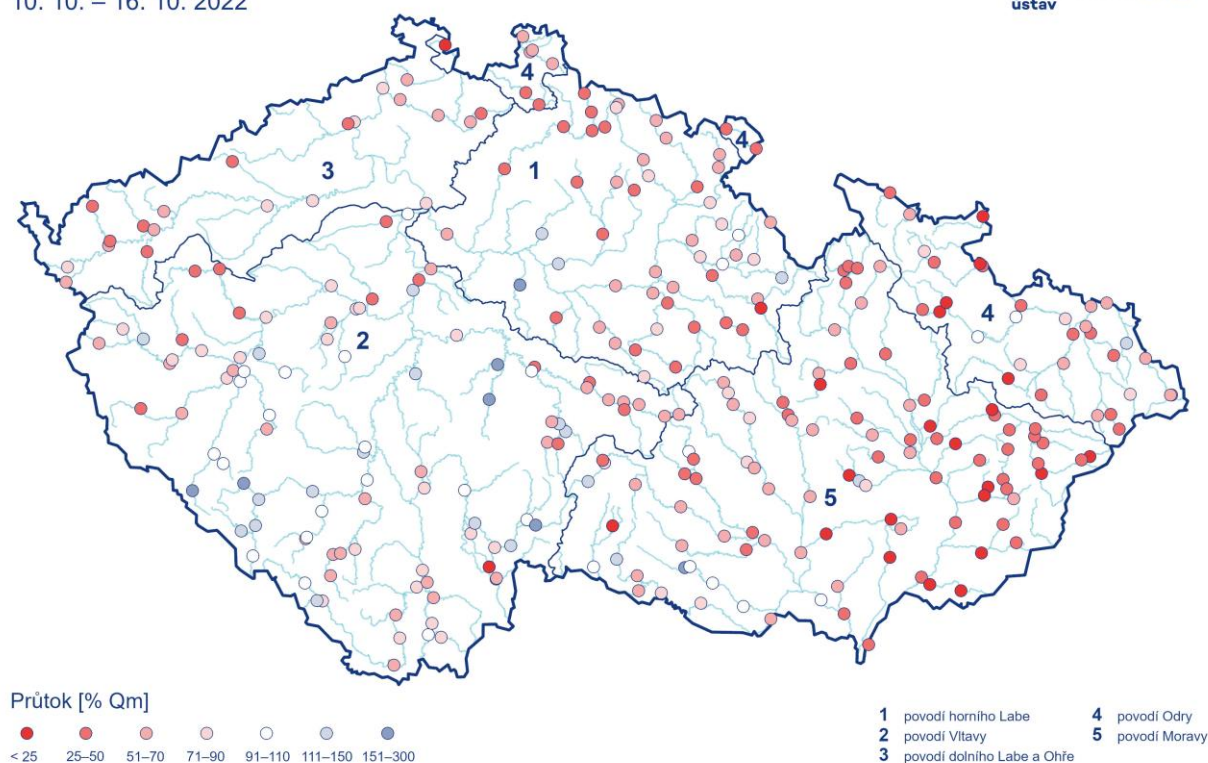 10. 10. – 16. 10. 2022
ústav
4
4
3
1
2
4
5
Průtok [% Qm]
< 25 25–50 51–70 71–90 91–110 111–150 151–300
1 povodí horního Labe
2 povodí Vltavy
3 povodí dolního Labe a Ohře
4 povodí Odry
5 povodí Moravy